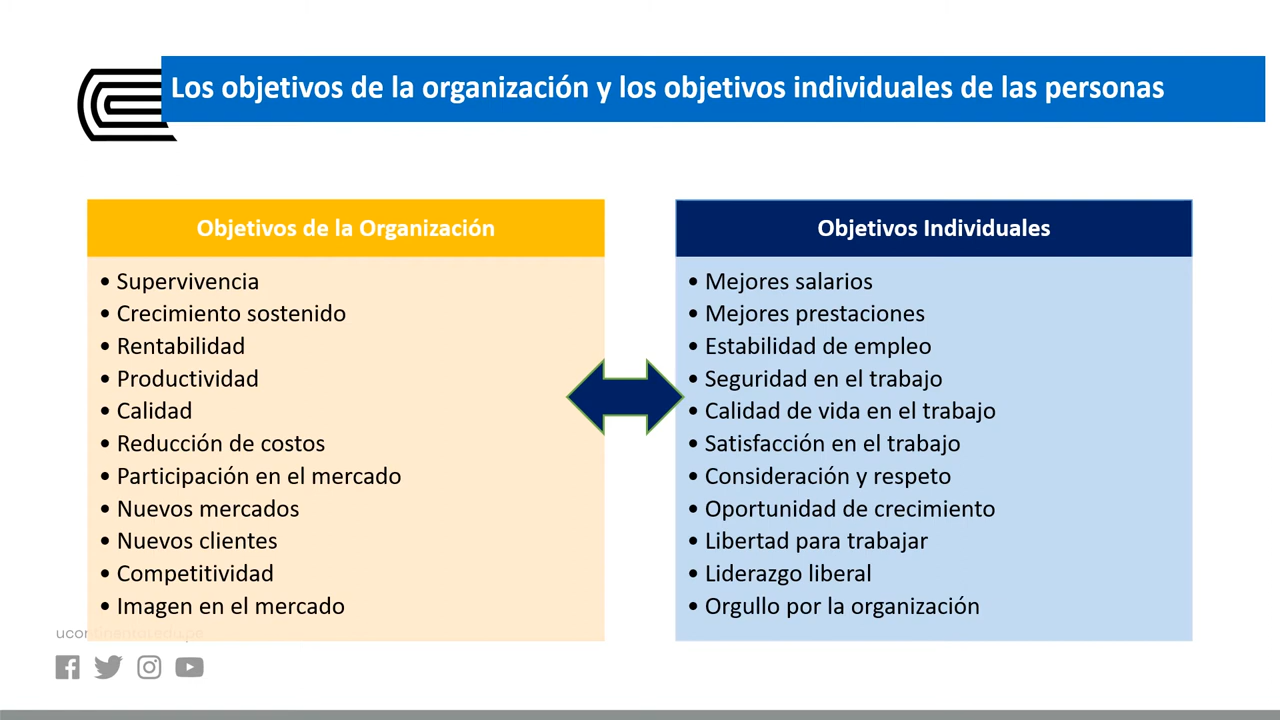 Los objetivos de la organización y los objetivos individuales de las personas
Objetivos de la Organización
• Supervivencia
• Crecimiento sostenido
• Rentabilidad
• Productividad
• Calidad
• Reducción de costos
• Participación en el mercado
• Nuevos mercados
• Nuevos clientes
• Competitividad
• Imagen en el mercado
Objetivos Individuales
• Mejores salarios
• Mejores prestaciones
• Estabilidad de empleo
• Seguridad en el trabajo
• Calidad de vida en el trabajo
• Satisfacción en el trabajo
• Consideración y respeto
• Oportunidad de crecimiento
• Libertad para trabajar
• Liderazgo liberal
• Orgullo por la organización
ucontinental.edu.pe